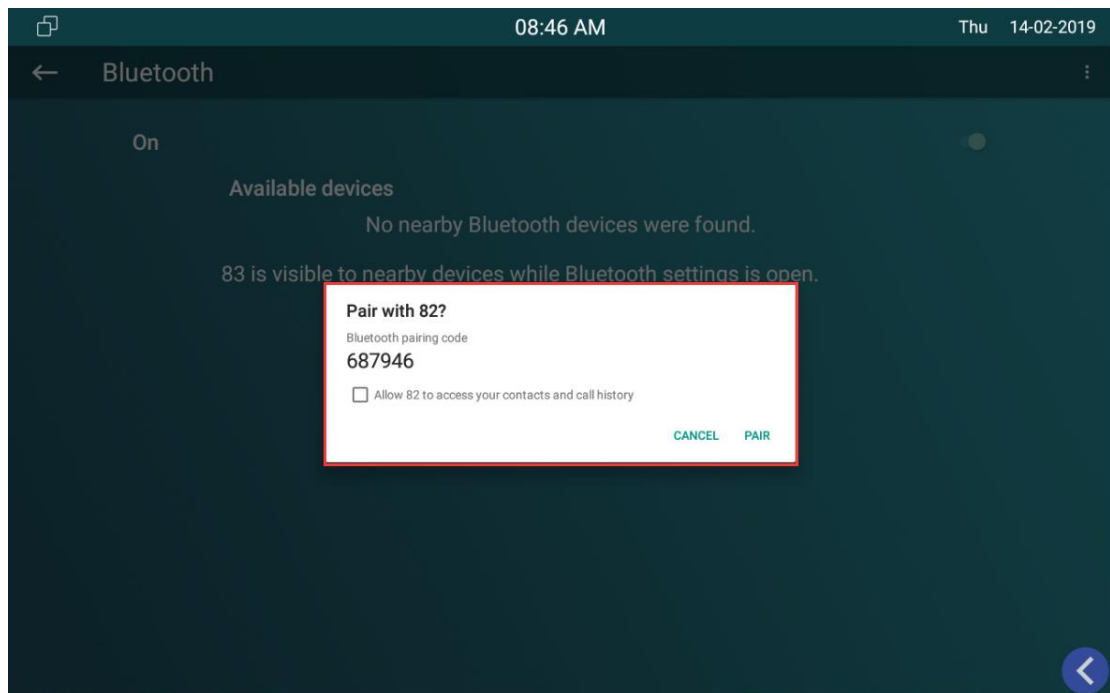 08:46 AM Thu 14-02-2019
Bluetooth
On
Available devices
No nearby Bluetooth devices were found.
83 is visible to nearby devices while Bluetooth settings is open.
Pair with 82?
Bluetooth pairing code
687946
Allow 82 to access your contacts and call history
CANCEL PAIR